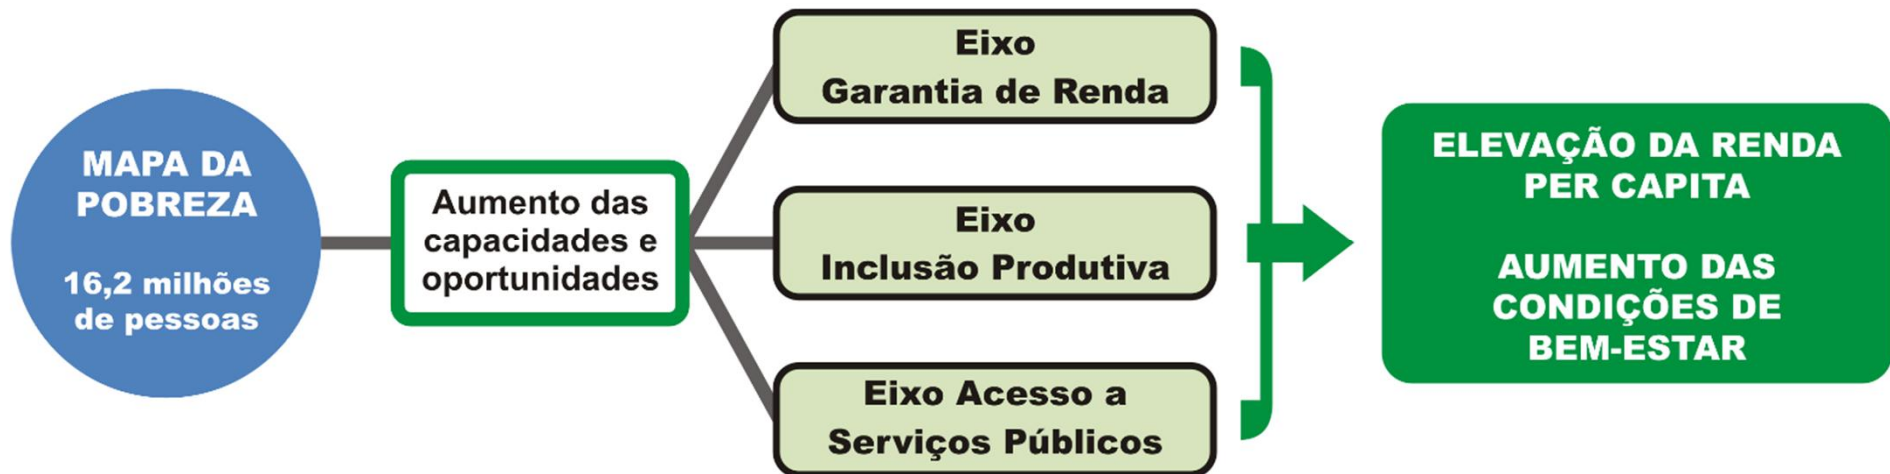 MAPA DA
POBREZA
16,2 milhões
de pessoas
Aumento das
capacidades e
oportunidades
Eixo
Garantia de Renda
Eixo
Inclusão Produtiva
Eixo Acesso a
Serviços Públicos
ELEVAÇÃO DA RENDA
PER CAPITA
AUMENTO DAS
CONDIÇÕES DE
BEM-ESTAR